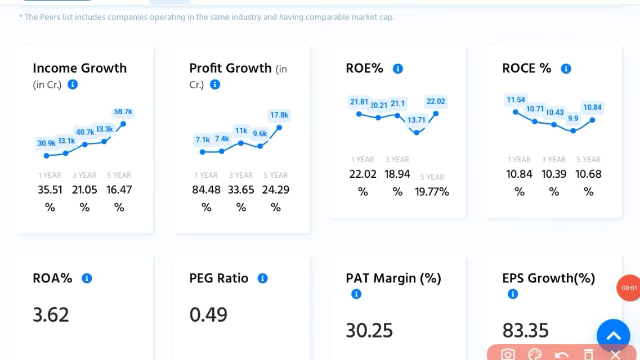 * The Peers list includes companies operating in the same industry and having comparable market cap.
Income Growth
(in Cr.)
30.9k 33.1k 40.7k 43.3k 58.7k
1 YEAR 3 YEAR 5 YEAR
35.51 21.05 16.47
% % %
Profit Growth (in
Cr.)
7.1k 7.4k 11k 9.6k 17.8k
1 YEAR 3 YEAR 5 YEAR
84.48 33.65 24.29
% % %
ROE%
21.81 20.21 21.1 13.71 22.02
1 YEAR 3 YEAR 5 YEAR
22.02 18.94 19.77%
% %
ROCE %
11.54 10.71 10.43 9.9 10.84
1 YEAR 3 YEAR 5 YEAR
10.84 10.39 10.68
% % %
ROA%
3.62
PEG Ratio
0.49
PAT Margin (%)
30.25
EPS Growth(%)
83.35
00:01